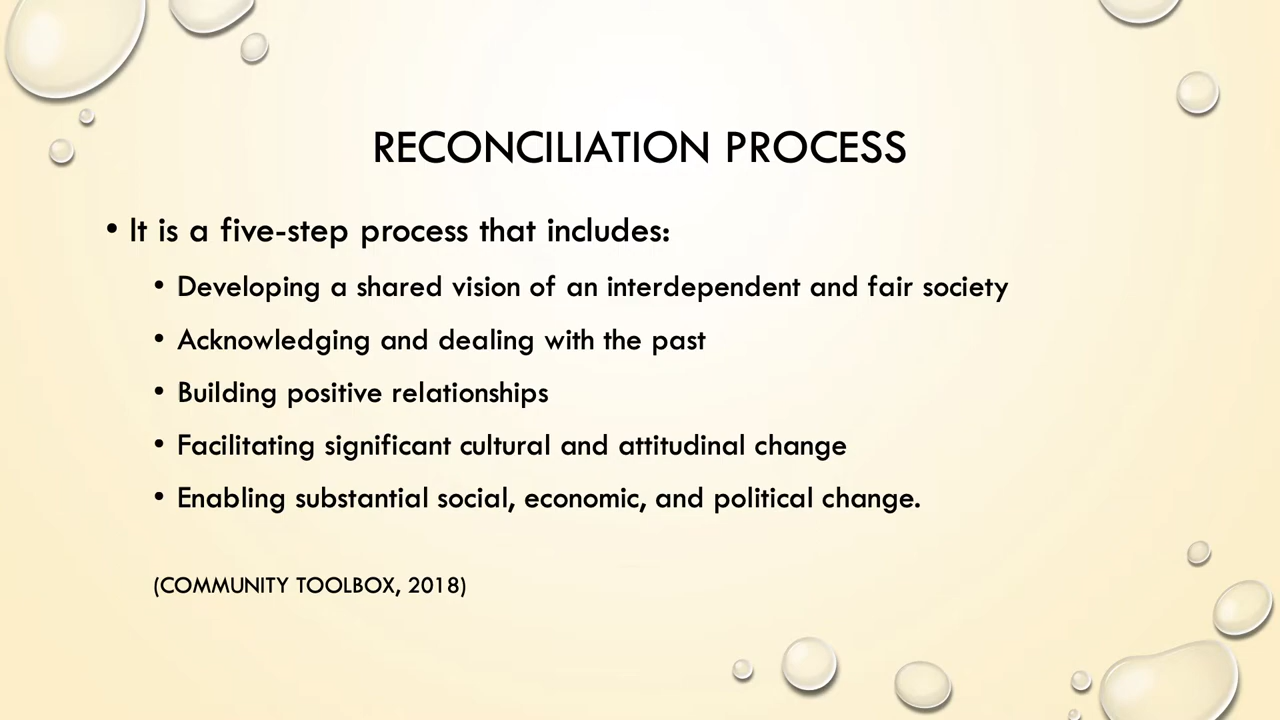 RECONCILIATION PROCESS
• It is a five-step process that includes:
• Developing a shared vision of an interdependent and fair society
• Acknowledging and dealing with the past
• Building positive relationships
• Facilitating significant cultural and attitudinal change
• Enabling substantial social, economic, and political change.
(COMMUNITY TOOLBOX, 2018)